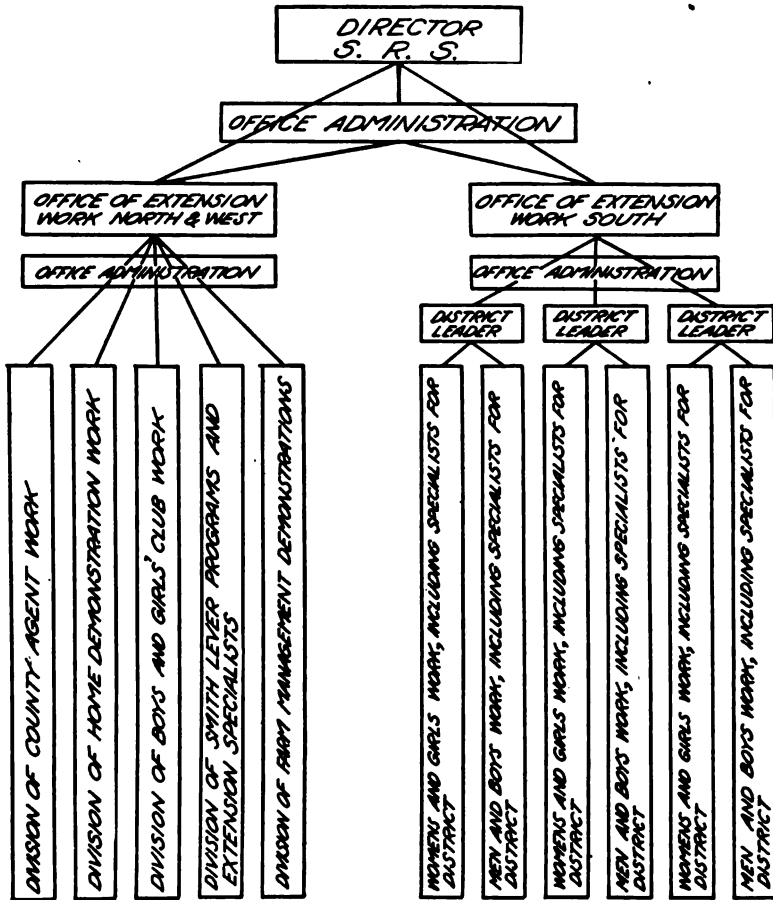 DIRECTOR
S. R. S.
OFFICE ADMINISTRATION
OFFICE OF EXTENSION
WORK NORTH & WEST
OFFICE OF EXTENSION
WORK SOUTH
OFFICE ADMINISTRATION
OFFICE ADMINISTRATION
DISTRICT
LEADER
DISTRICT
LEADER
DISTRICT
LEADER
DIVISION OF COUNTY AGENT WORK
DIVISION OF HOME DEMONSTRATION WORK
DIVISION OF BOYS AND GIRLS' CLUB WORK
DIVISION OF SMITH LEVER PROGRAMS AND
EXTENSION SPECIALISTS
DIVISION OF FARM MANAGEMENT DEMONSTRATIONS
WOMENS AND GIRLS WORK, INCLUDING SPECIALISTS FOR
DISTRICT
MEN AND BOYS WORK, INCLUDING SPECIALISTS FOR
DISTRICT
WOMENS AND GIRLS WORK, INCLUDING SPECIALISTS FOR
DISTRICT
MEN AND BOYS WORK, INCLUDING SPECIALISTS FOR
DISTRICT
WOMENS AND GIRLS WORK, INCLUDING SPECIALISTS FOR
DISTRICT
MEN AND BOYS WORK, INCLUDING SPECIALISTS FOR
DISTRICT